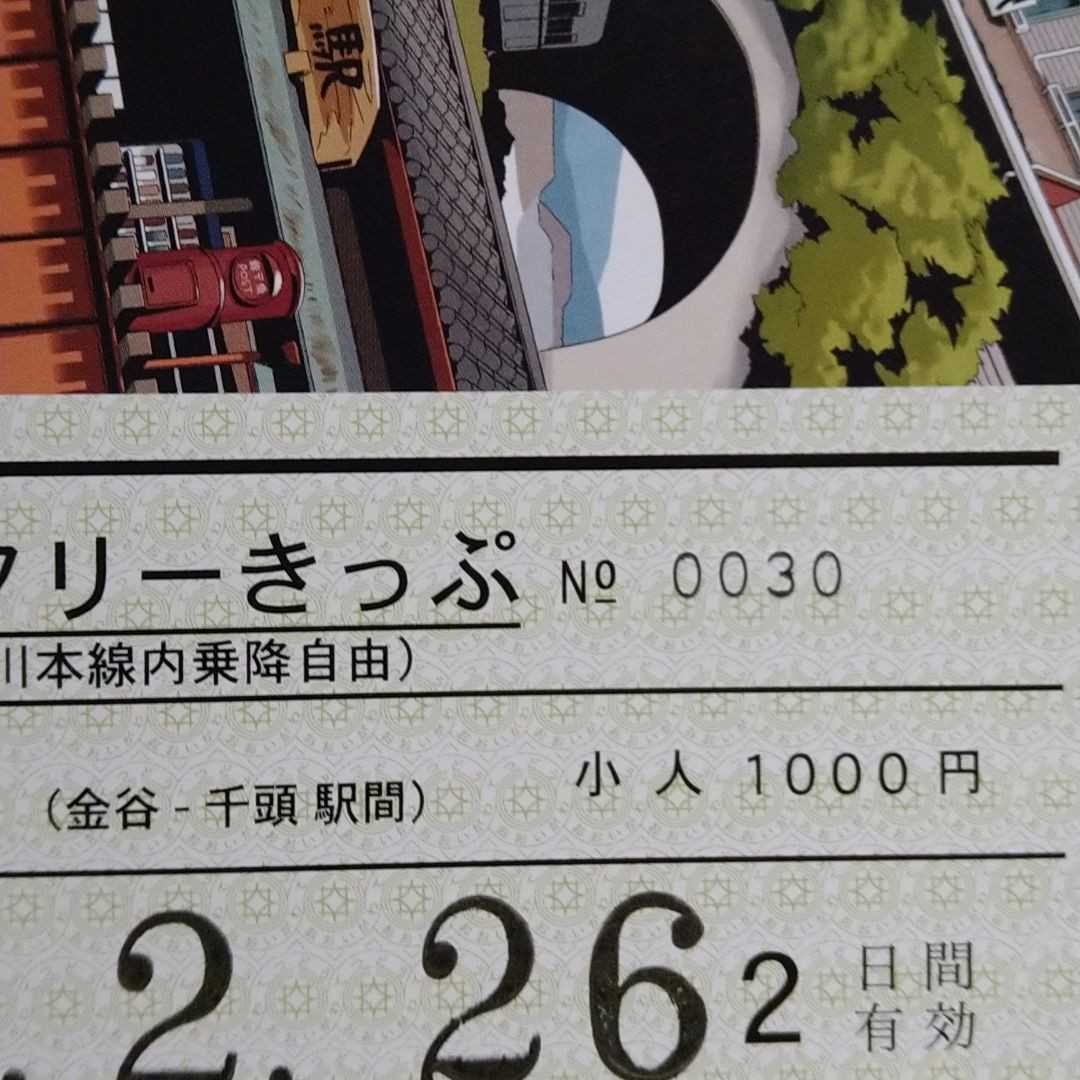 駅
POST
フリーきっぷ № 0030
川本線内乗降自由）
小人 1000円
（金谷 - 千頭 駅間）
. 2. 26 2 日間有効